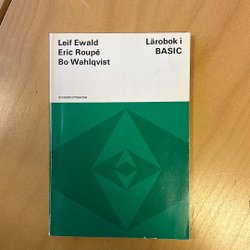 Leif Ewald
Eric Roupé
Bo Wahlqvist
Lärobok i
BASIC
STUDENTLITTERATUR